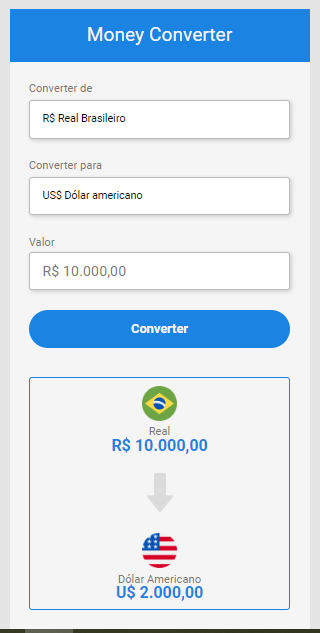 Money Converter
Converter de
R$ Real Brasileiro
Converter para
US$ Dólar americano
Valor
R$ 10.000,00
Converter
Real
R$ 10.000,00
Dólar Americano
U$ 2.000,00